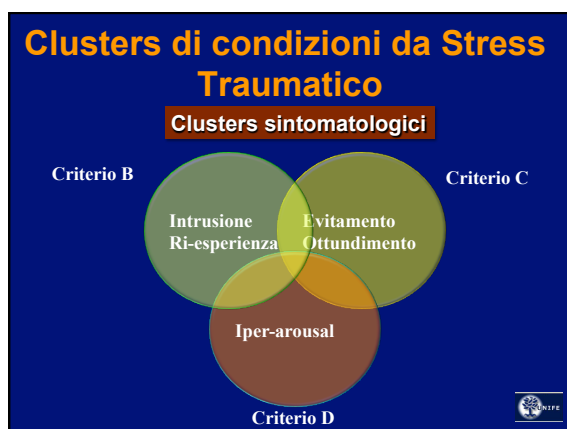 Clusters di condizioni da Stress
Traumatico
Clusters sintomatologici
Criterio B
Criterio C
Intrusione
Ri-esperienza
Evitamento
Ottundimento
Iper-arousal
Criterio D
UNIFE